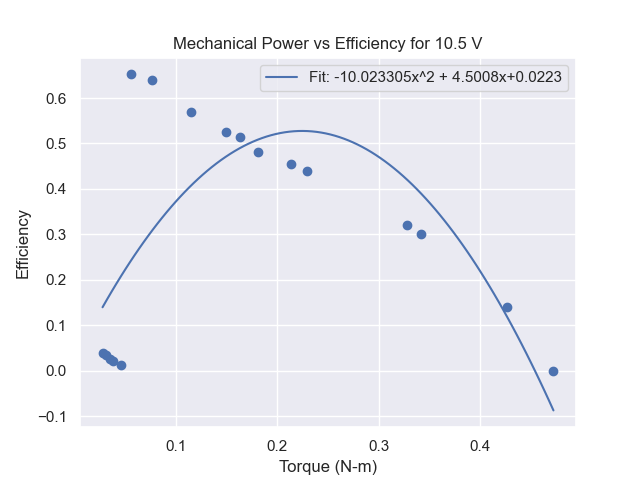 Mechanical Power vs Efficiency for 10.5 V
Fit: -10.023305x^2 + 4.5008x+0.0223
0.6
0.5
0.4
0.3
0.2
0.1
0.0
−0.1
Efficiency
0.1 0.2 0.3 0.4
Torque (N-m)